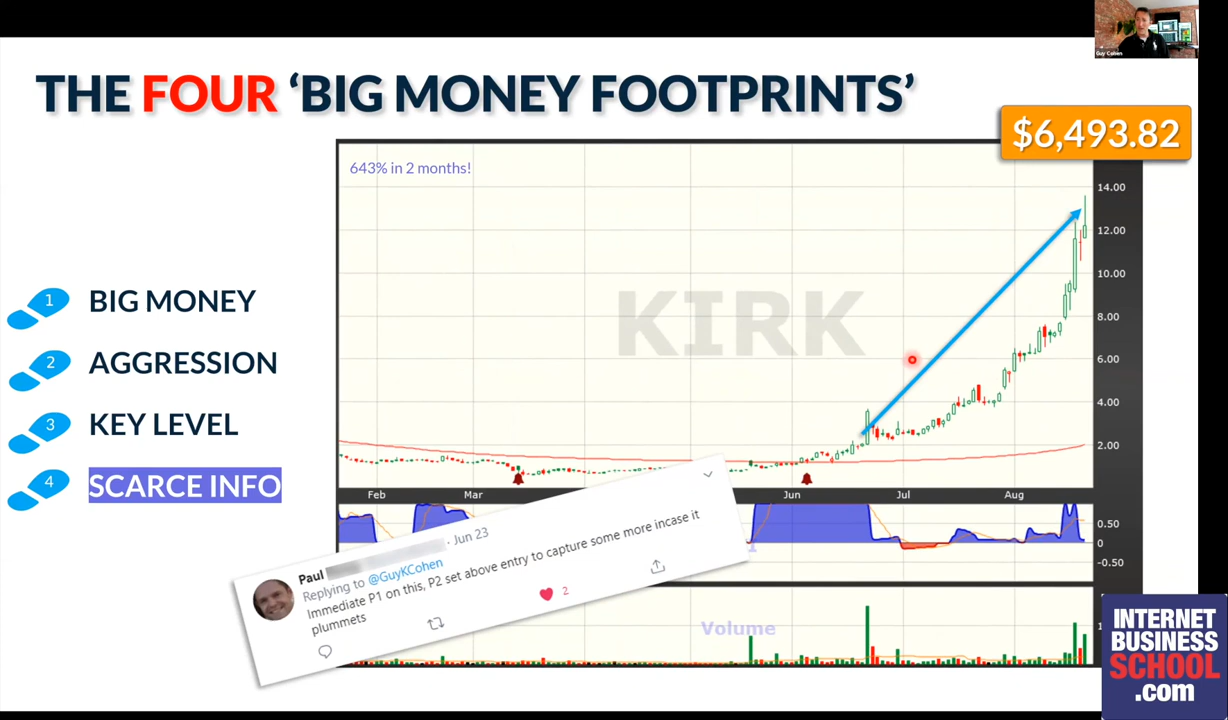 Guy Cohen
THE FOUR ‘BIG MONEY FOOTPRINTS’
$6,493.82
643% in 2 months!
KIRK
14.00
12.00
10.00
8.00
6.00
4.00
2.00
1 BIG MONEY
2 AGGRESSION
3 KEY LEVEL
4 SCARCE INFO
Feb Mar Jun Jul Aug
0.50
0
-0.50
Paul · Jun 23
Replying to @GuyKCohen
Immediate P1 on this, P2 set above entry to capture some more incase it
plummets
2
Volume
INTERNET
BUSINESS
SCHOOL
.com